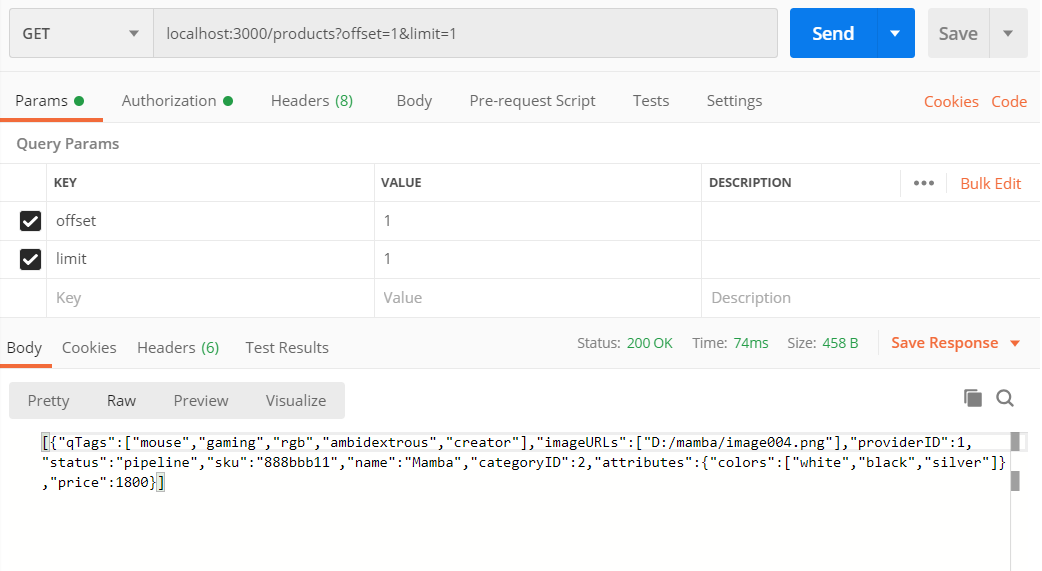 GET localhost:3000/products?offset=1&limit=1 Send Save
Params Authorization Headers (8) Body Pre-request Script Tests Settings Cookies Code
Query Params
KEY VALUE DESCRIPTION ••• Bulk Edit
offset 1
limit 1
Key Value Description
Body Cookies Headers (6) Test Results Status: 200 OK Time: 74ms Size: 458 B Save Response
Pretty Raw Preview Visualize
[{"qTags":["mouse","gaming","rgb","ambidextrous","creator"],"imageURLs":["D:/mamba/image004.png"],"providerID":1,
"status":"pipeline","sku":"888bbb11","name":"Mamba","categoryID":2,"attributes":{"colors":["white","black","silver"]}
,"price":1800}]